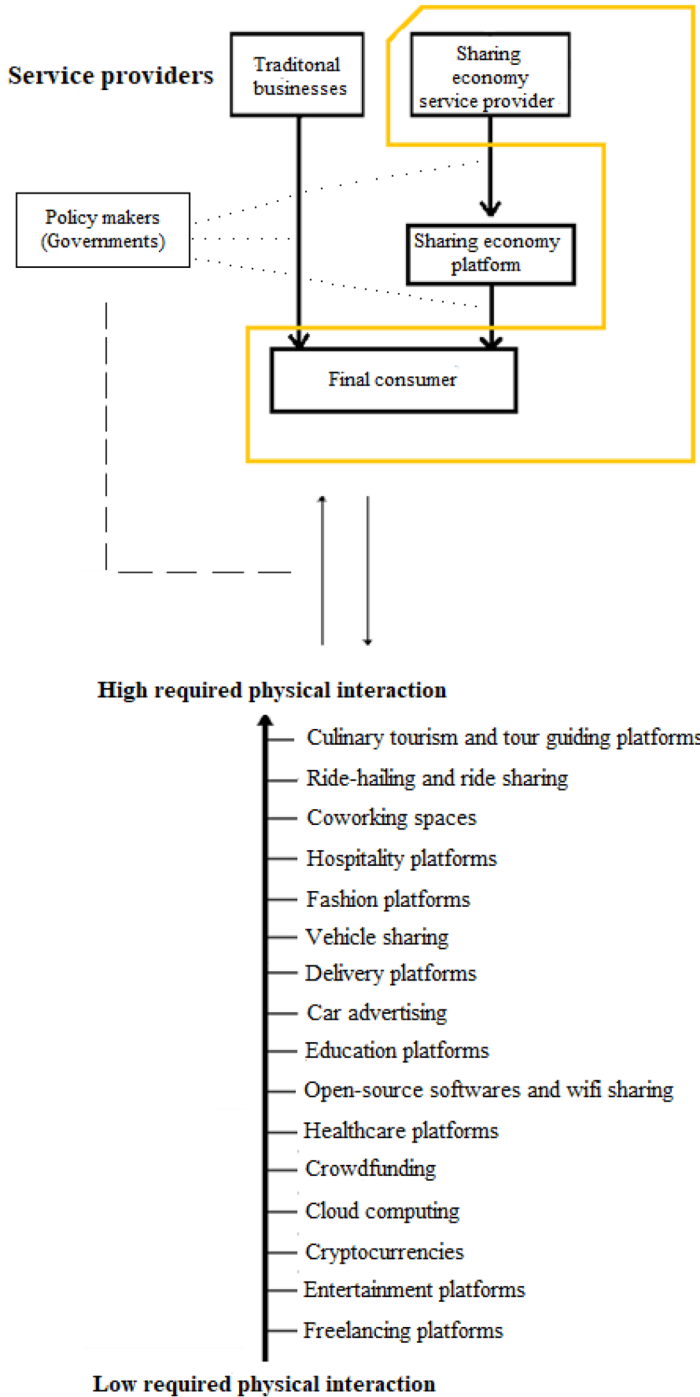 Service providers
Traditonal
businesses
Sharing
economy
service provider
Policy makers
(Governments)
Sharing economy
platform
Final consumer
High required physical interaction
Culinary tourism and tour guiding platforms
Ride-hailing and ride sharing
Coworking spaces
Hospitality platforms
Fashion platforms
Vehicle sharing
Delivery platforms
Car advertising
Education platforms
Open-source softwares and wifi sharing
Healthcare platforms
Crowdfunding
Cloud computing
Cryptocurrencies
Entertainment platforms
Freelancing platforms
Low required physical interaction